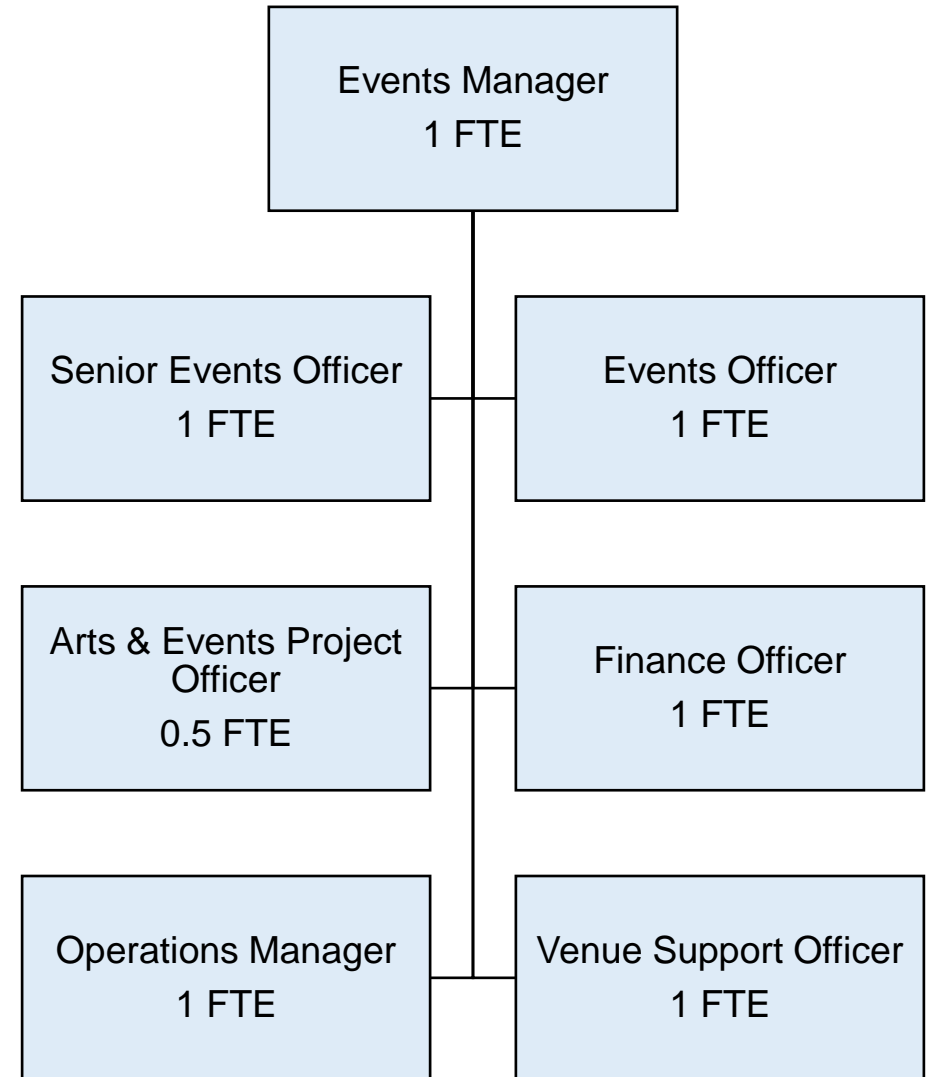 Events Manager
1 FTE
Senior Events Officer
1 FTE
Events Officer
1 FTE
Arts & Events Project
Officer
0.5 FTE
Finance Officer
1 FTE
Operations Manager
1 FTE
Venue Support Officer
1 FTE